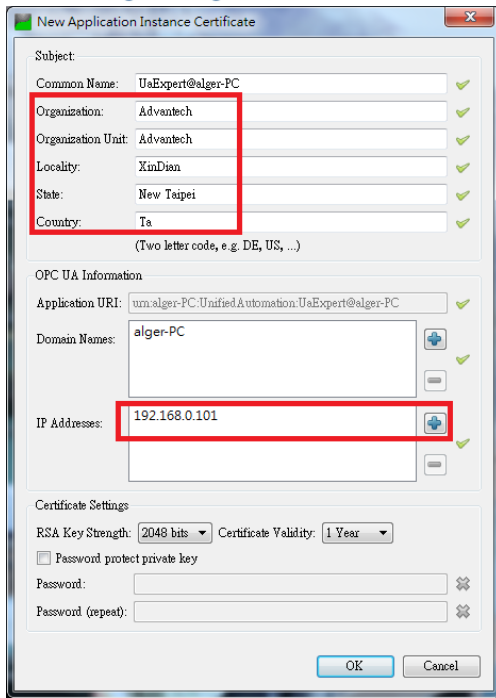 New Application Instance Certificate
Subject:
Common Name: UaExpert@alger-PC
Organization: Advantech
Organization Unit: Advantech
Locality: XinDian
State: New Taipei
Country: Ta
(Two letter code, e.g. DE, US, ...)
OPC UA Information
Application URI: urn:alger-PC:UnifiedAutomation:UaExpert@alger-PC
Domain Names: alger-PC
IP Addresses: 192.168.0.101
Certificate Settings
RSA Key Strength: 2048 bits Certificate Validity: 1 Year
Password protect private key
Password:
Password (repeat):
OK Cancel